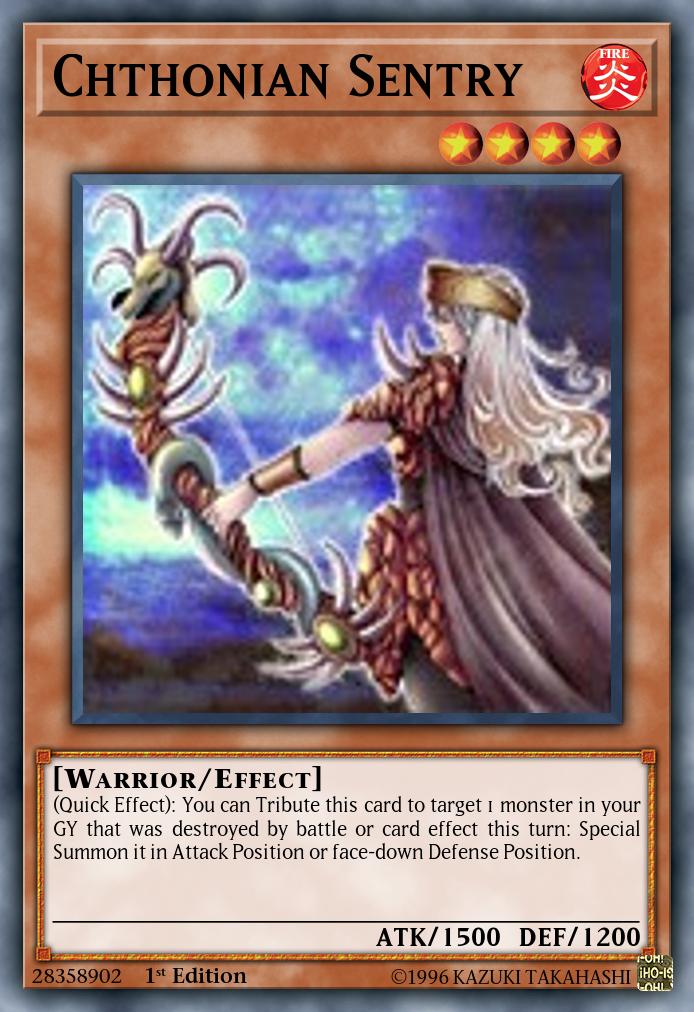 CHTHONIAN SENTRY
FIRE
炎
[WARRIOR/EFFECT]
(Quick Effect): You can Tribute this card to target 1 monster in your
GY that was destroyed by battle or card effect this turn: Special
Summon it in Attack Position or face-down Defense Position.
ATK/1500 DEF/1200
28358902 1st Edition ©1996 KAZUKI TAKAHASHI